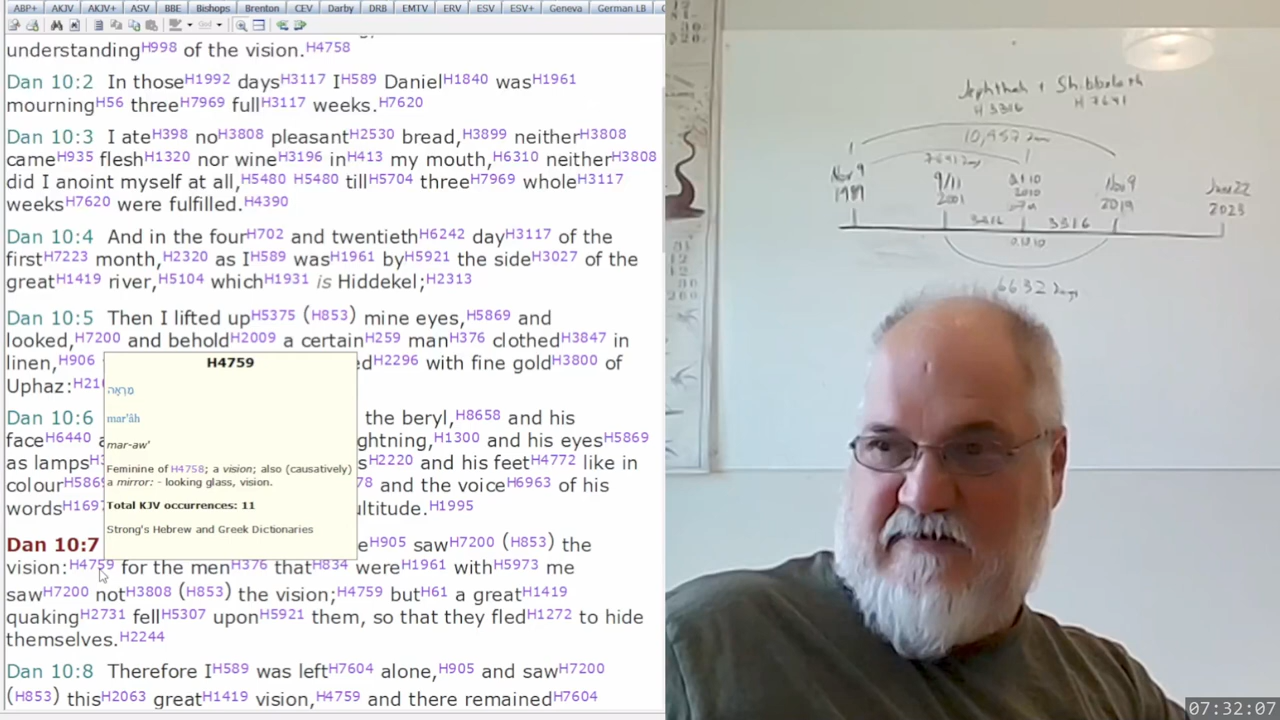 ABP+ AKJV AKJV+ ASV BBE Bishops Brenton CEV Darby DRB EMTV ERV ESV ESV+ Geneva German LB
understandingH998 of the vision.H4758
Dan 10:2 In thoseH1992 daysH3117 IH589 DanielH1840 wasH1961
mourningH56 threeH7969 fullH3117 weeks.H7620
Dan 10:3 I ateH398 noH3808 pleasantH2530 bread,H3899 neitherH3808
cameH935 fleshH1320 nor wineH3196 inH413 my mouth,H6310 neitherH3808
did I anoint myself at all,H5480 H5480 tillH5704 threeH7969 wholeH3117
weeksH7620 were fulfilled.H4390
Dan 10:4 And in the fourH702 and twentiethH6242 dayH3117 of the
firstH7223 month,H2320 as IH589 wasH1961 byH5921 the sideH3027 of the
greatH1419 river,H5104 whichH1931 is Hiddekel;H2313
Dan 10:5 Then I lifted upH5375 (H853) mine eyes,H5869 and
looked,H7200 and beholdH2009 a certainH259 manH376 clothedH3847 in
linen,H906 dH2296 with fine goldH3800 of
Uphaz:H21
H4759
מַרְאָה
mar'âh
mar-aw'
Feminine of H4758; a vision; also (causatively)
a mirror: - looking glass, vision.
Total KJV occurrences: 11
Strong's Hebrew and Greek Dictionaries
Dan 10:6 the beryl,H8658 and his
faceH6440 a ghtning,H1300 and his eyesH5869
as lampsH sH2220 and his feetH4772 like in
colourH586 78 and the voiceH6963 of his
wordsH169 ltitude.H1995
Dan 10:7 eH905 sawH7200 (H853) the
vision:H4759 for the menH376 thatH834 wereH1961 withH5973 me
sawH7200 notH3808 (H853) the vision;H4759 butH61 a greatH1419
quakingH2731 fellH5307 uponH5921 them, so that they fledH1272 to hide
themselves.H2244
Dan 10:8 Therefore IH589 was leftH7604 alone,H905 and sawH7200
(H853) thisH2063 greatH1419 vision,H4759 and there remainedH7604
Jephthah + Shibboleth
H3316 H7641
10,957 days
7641 days
Nov 9 9/11 Nov 9 June 22
1989 2001 2010 2019 2023
3316 3316
6632 days
07:32:07